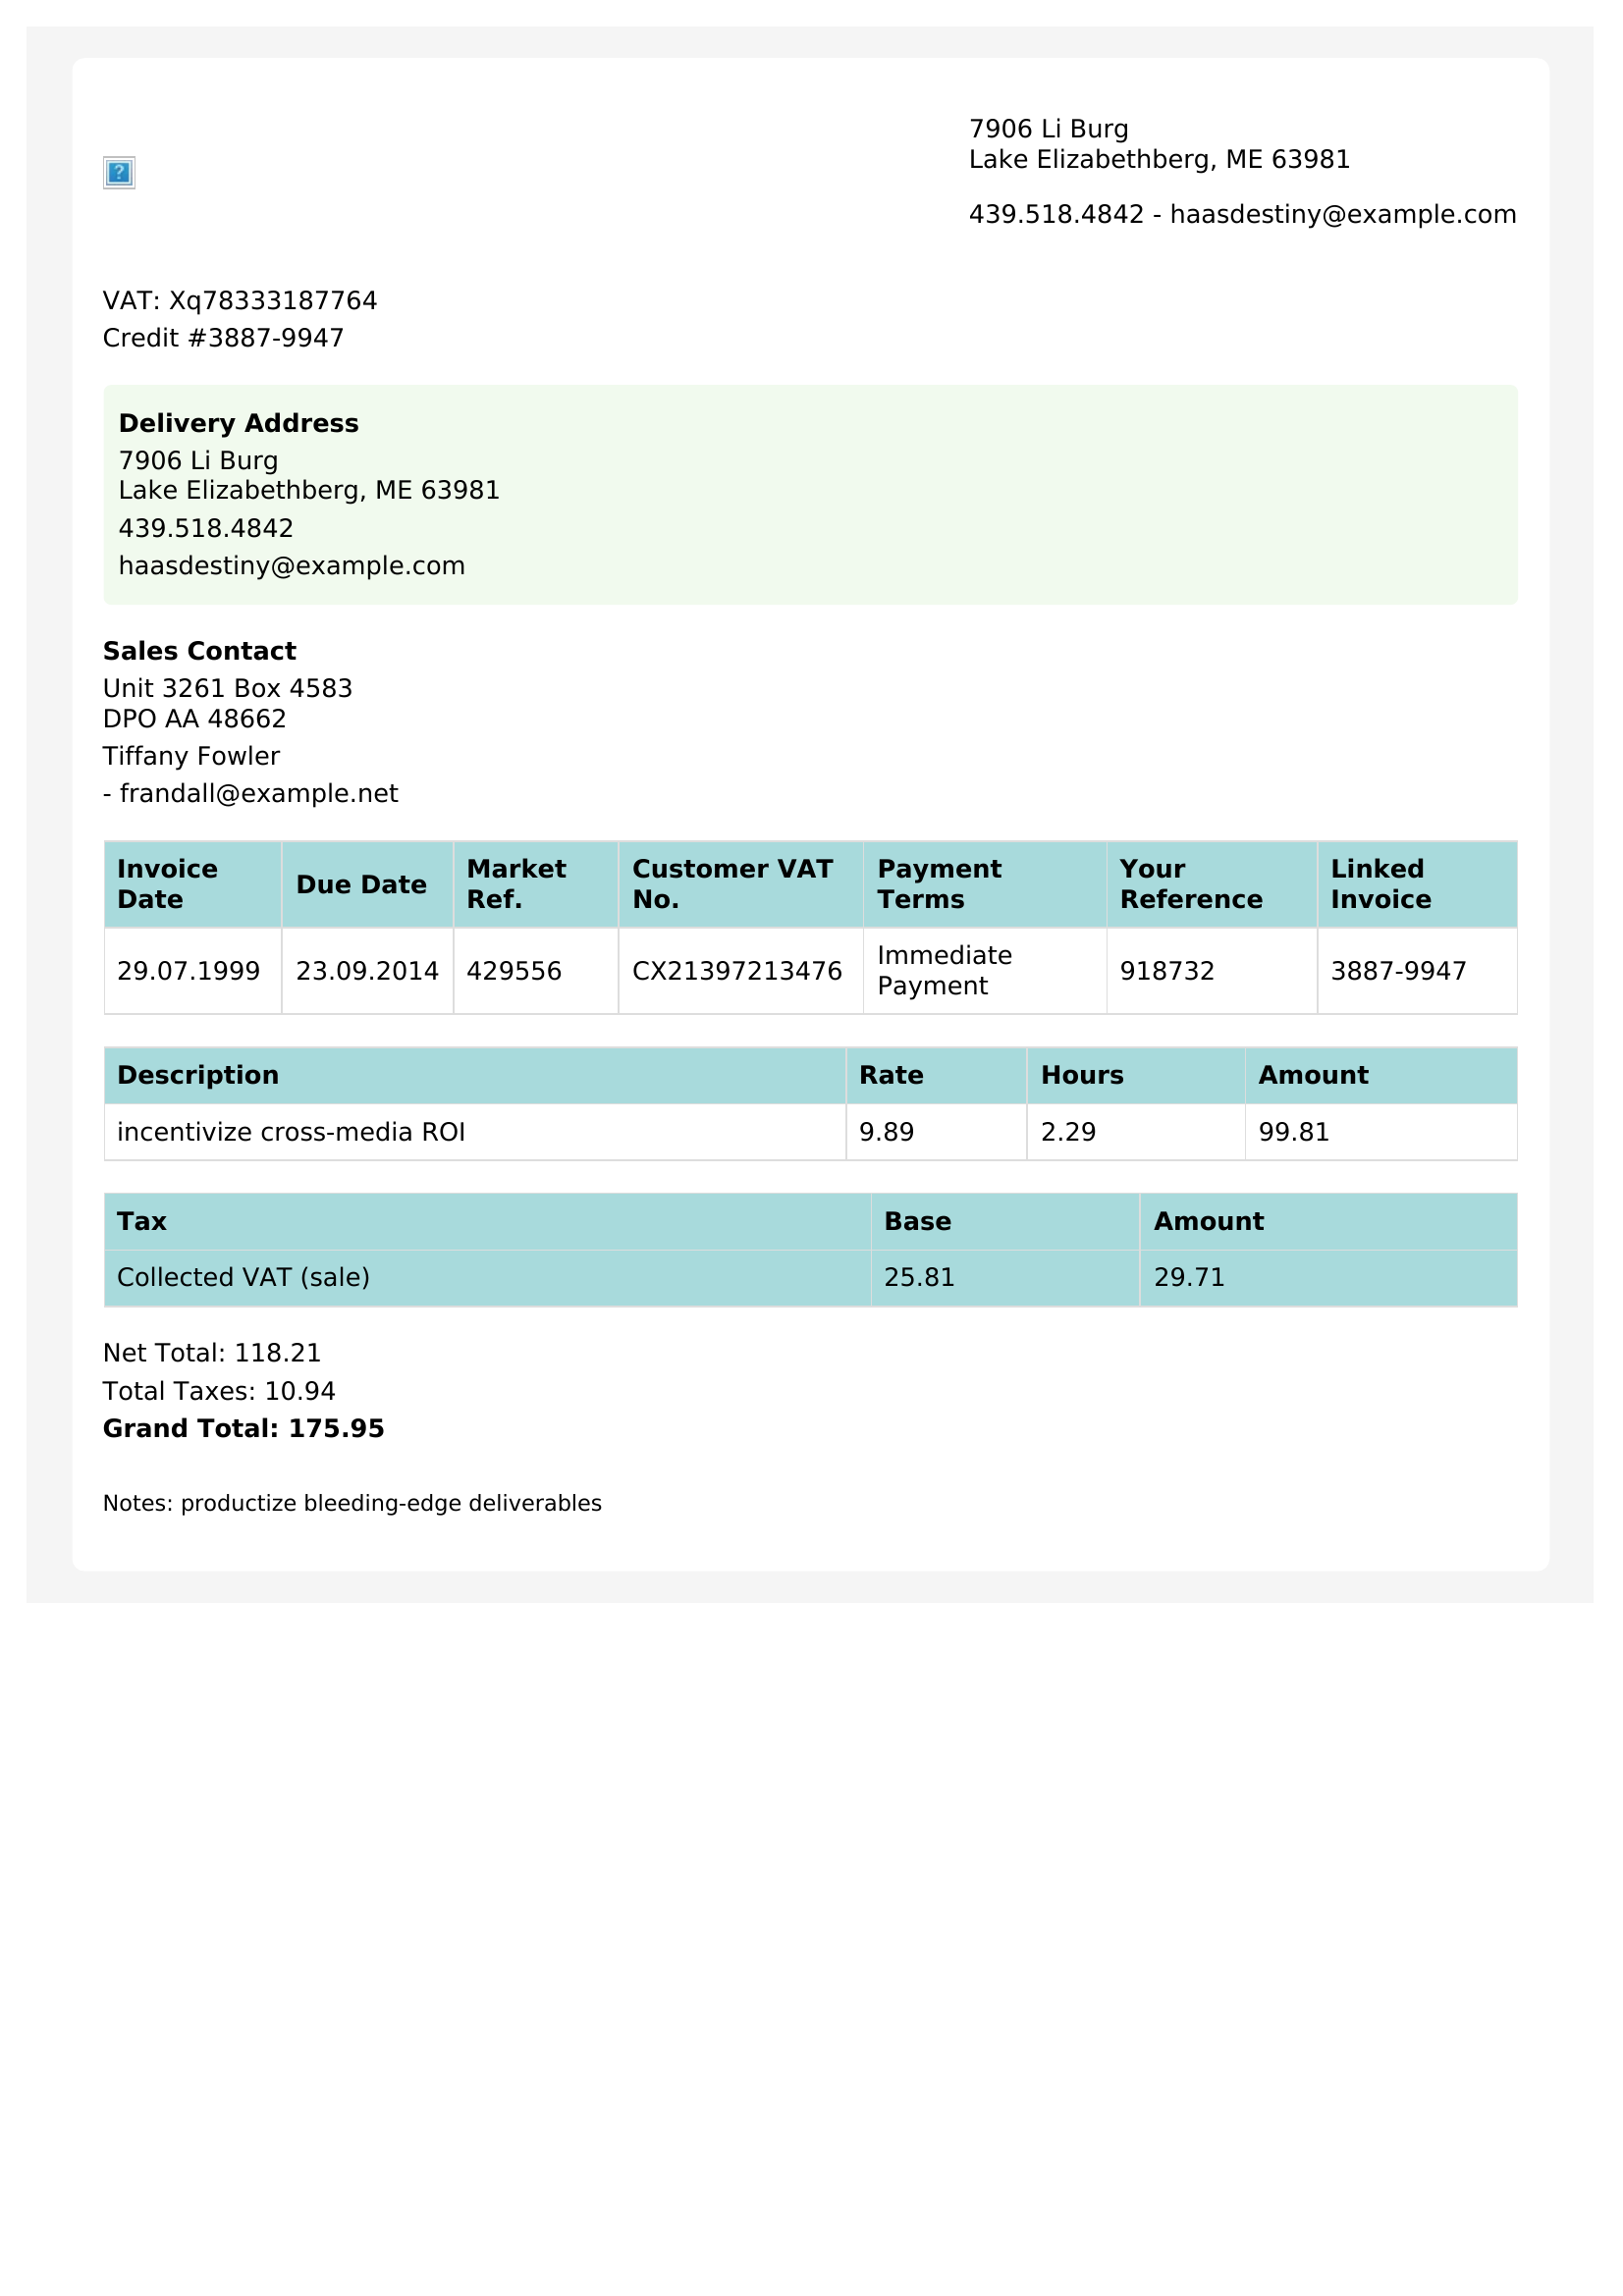 7906 Li Burg
Lake Elizabethberg, ME 63981
439.518.4842 - haasdestiny@example.com
VAT: Xq78333187764
Credit #3887-9947
Delivery Address
7906 Li Burg
Lake Elizabethberg, ME 63981
439.518.4842
haasdestiny@example.com
Sales Contact
Unit 3261 Box 4583
DPO AA 48662
Tiffany Fowler
- frandall@example.net
Invoice Date Due Date Market Ref. Customer VAT No. Payment Terms Your Reference Linked Invoice
29.07.1999 23.09.2014 429556 CX21397213476 Immediate Payment 918732 3887-9947
Description Rate Hours Amount
incentivize cross-media ROI 9.89 2.29 99.81
Tax Base Amount
Collected VAT (sale) 25.81 29.71
Net Total: 118.21
Total Taxes: 10.94
Grand Total: 175.95
Notes: productize bleeding-edge deliverables